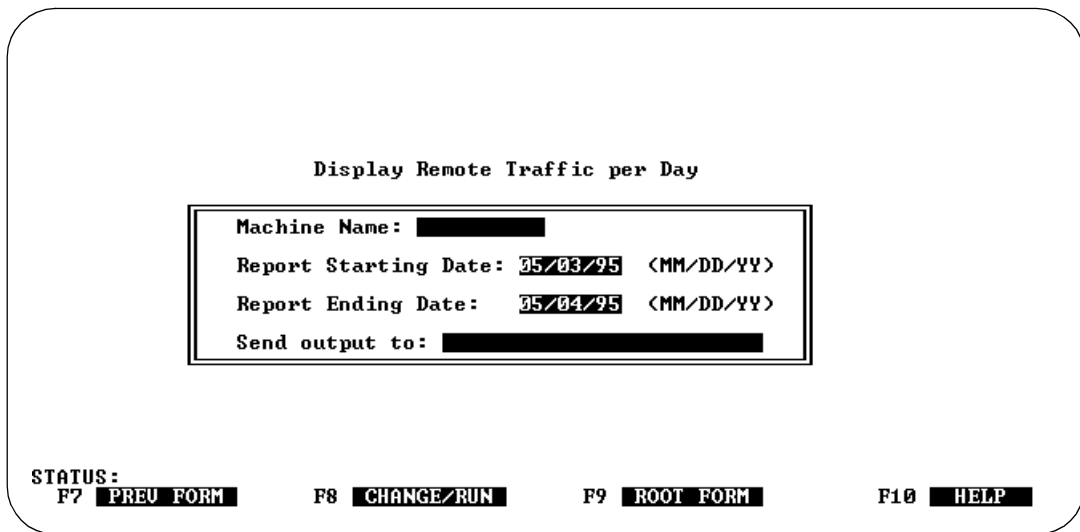 Display Remote Traffic per Day
Machine Name:
Report Starting Date: 05/03/95 (MM/DD/YY)
Report Ending Date: 05/04/95 (MM/DD/YY)
Send output to:
STATUS:
F7 PREV FORM F8 CHANGE/RUN F9 ROOT FORM F10 HELP